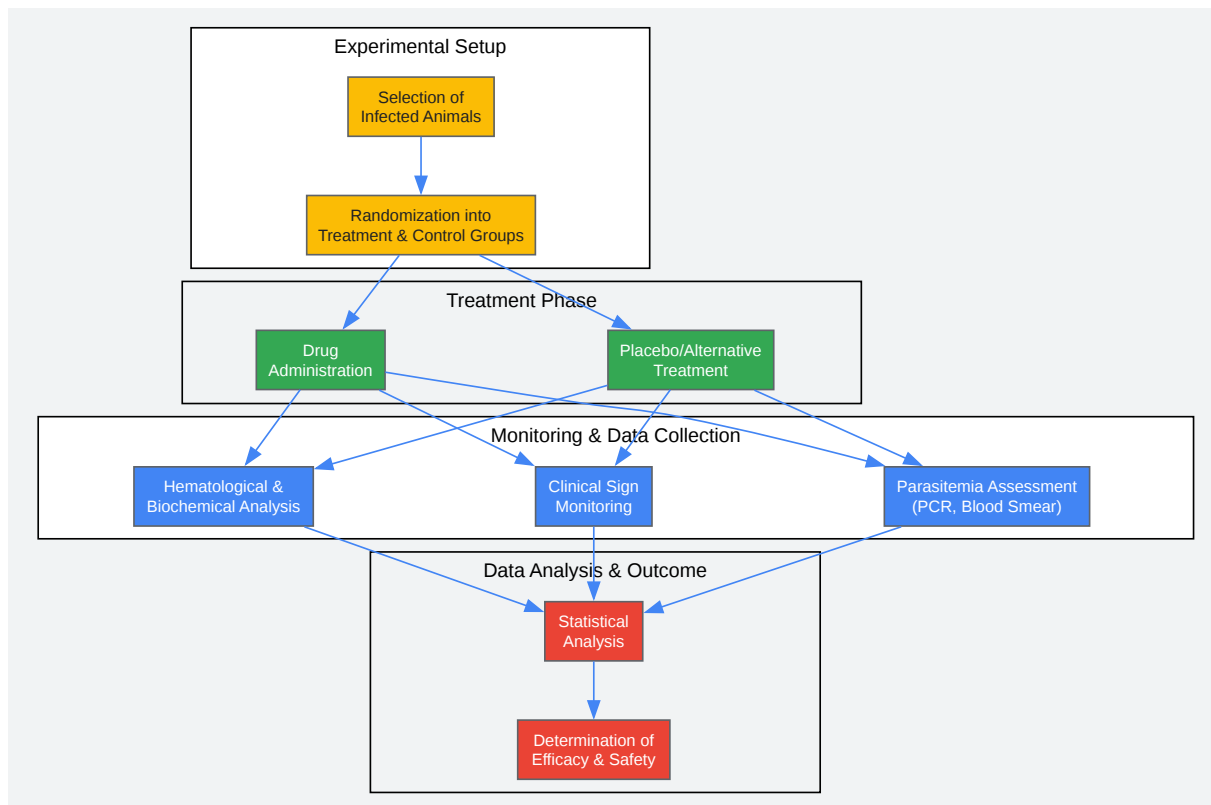 Experimental Setup
Selection of
Infected Animals
Randomization into
Treatment & Control Groups
Treatment Phase
Drug
Administration
Placebo/Alternative
Treatment
Monitoring & Data Collection
Hematological &
Biochemical Analysis
Clinical Sign
Monitoring
Parasitemia Assessment
(PCR, Blood Smear)
Data Analysis & Outcome
Statistical
Analysis
Determination of
Efficacy & Safety